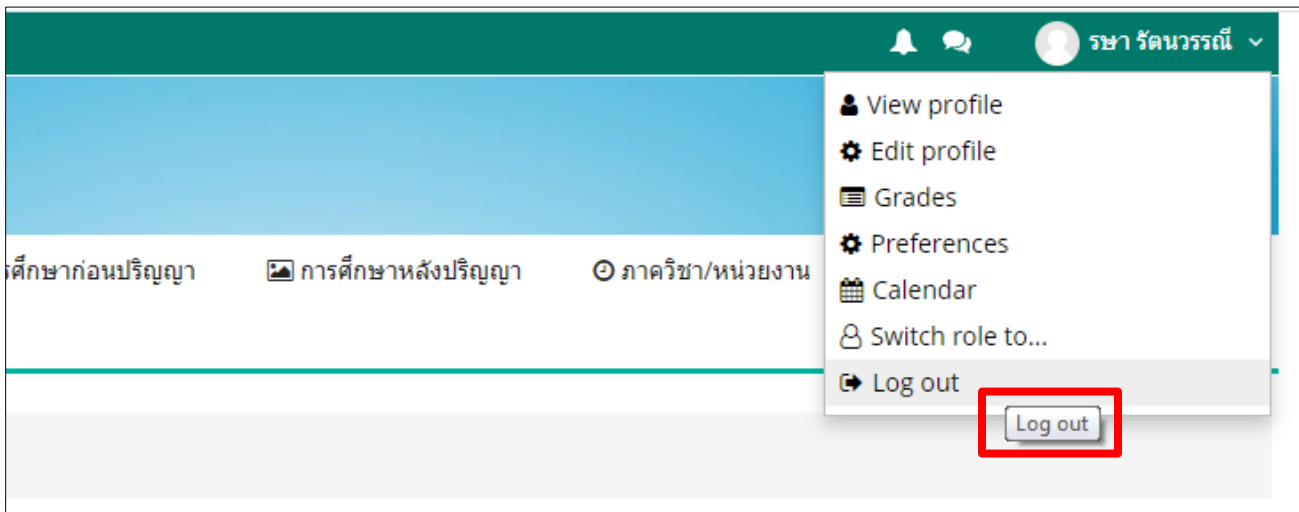 รษา รัตนวรรณี
View profile
Edit profile
Grades
Preferences
Calendar
Switch role to...
Log out
Log out
รศึกษาก่อนปริญญา
การศึกษาหลังปริญญา
ภาควิชา/หน่วยงาน